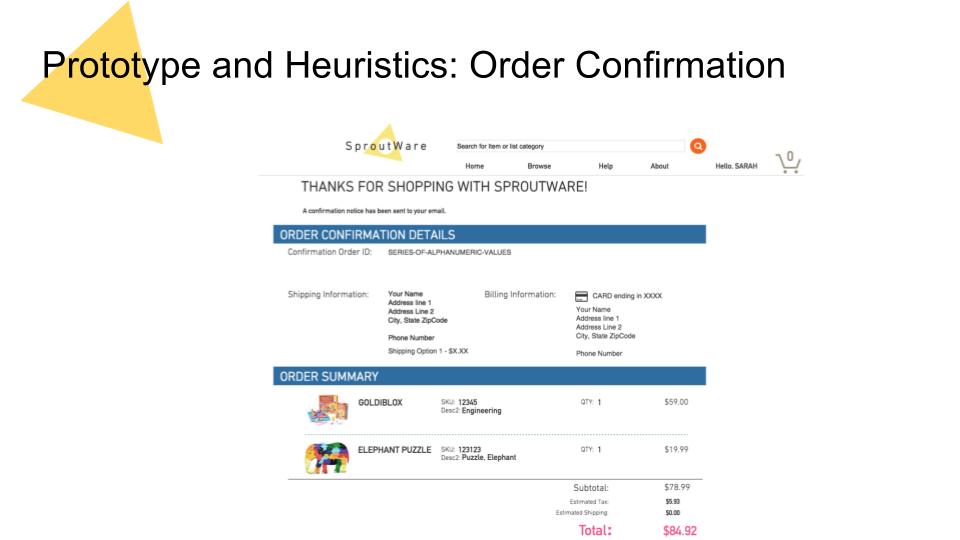 Prototype and Heuristics: Order Confirmation
SproutWare
Search for Item or list category
0
Home Browse Help About Hello, SARAH
THANKS FOR SHOPPING WITH SPROUTWARE!
A confirmation notice has been sent to your email.
ORDER CONFIRMATION DETAILS
Confirmation Order ID: SERIES-OF-ALPHANUMERIC-VALUES
Shipping Information:
Your Name
Address line 1
Address Line 2
City, State ZipCode
Phone Number
Shipping Option 1 - $X.XX
Billing Information:
CARD ending in XXXX
Your Name
Address line 1
Address Line 2
City, State ZipCode
Phone Number
ORDER SUMMARY
GOLDIBLOX SKU: 12345 QTY: 1 $59.00
Desc2: Engineering
ELEPHANT PUZZLE SKU: 123123 QTY: 1 $19.99
Desc2: Puzzle, Elephant
Subtotal: $78.99
Estimated Tax: $5.93
Estimated Shipping: $0.00
Total: $84.92